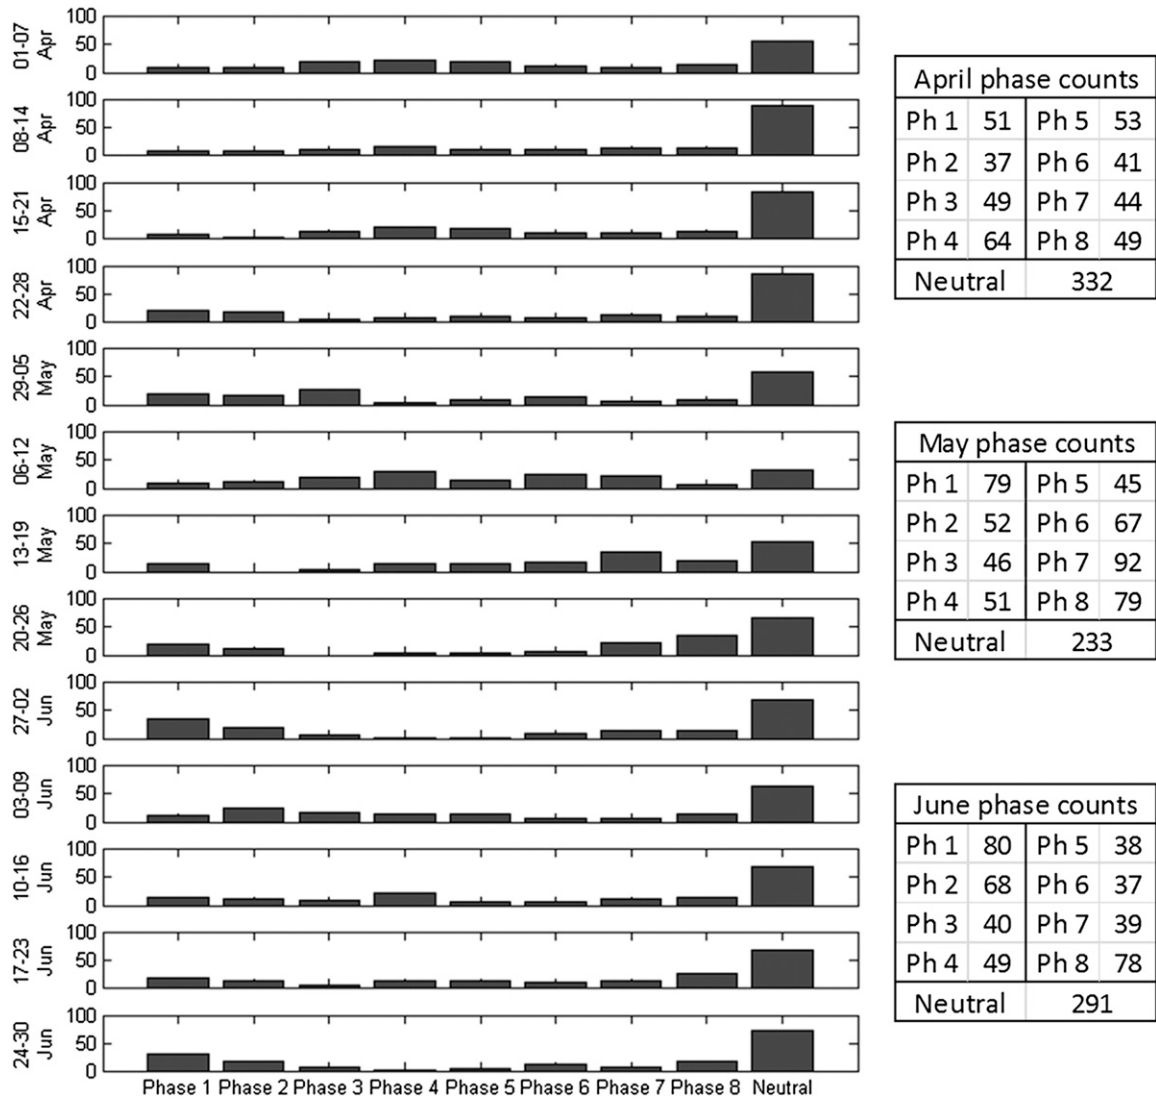 100
50
0
01-07
Apr
100
50
0
08-14
Apr
100
50
0
15-21
Apr
100
50
0
22-28
Apr
100
50
0
29-05
May
100
50
0
06-12
May
100
50
0
13-19
May
100
50
0
20-26
May
100
50
0
27-02
Jun
100
50
0
03-09
Jun
100
50
0
10-16
Jun
100
50
0
17-23
Jun
100
50
0
24-30
Jun
Phase 1 Phase 2 Phase 3 Phase 4 Phase 5 Phase 6 Phase 7 Phase 8 Neutral
April phase counts
Ph 1 51 Ph 5 53
Ph 2 37 Ph 6 41
Ph 3 49 Ph 7 44
Ph 4 64 Ph 8 49
Neutral 332
May phase counts
Ph 1 79 Ph 5 45
Ph 2 52 Ph 6 67
Ph 3 46 Ph 7 92
Ph 4 51 Ph 8 79
Neutral 233
June phase counts
Ph 1 80 Ph 5 38
Ph 2 68 Ph 6 37
Ph 3 40 Ph 7 39
Ph 4 49 Ph 8 78
Neutral 291